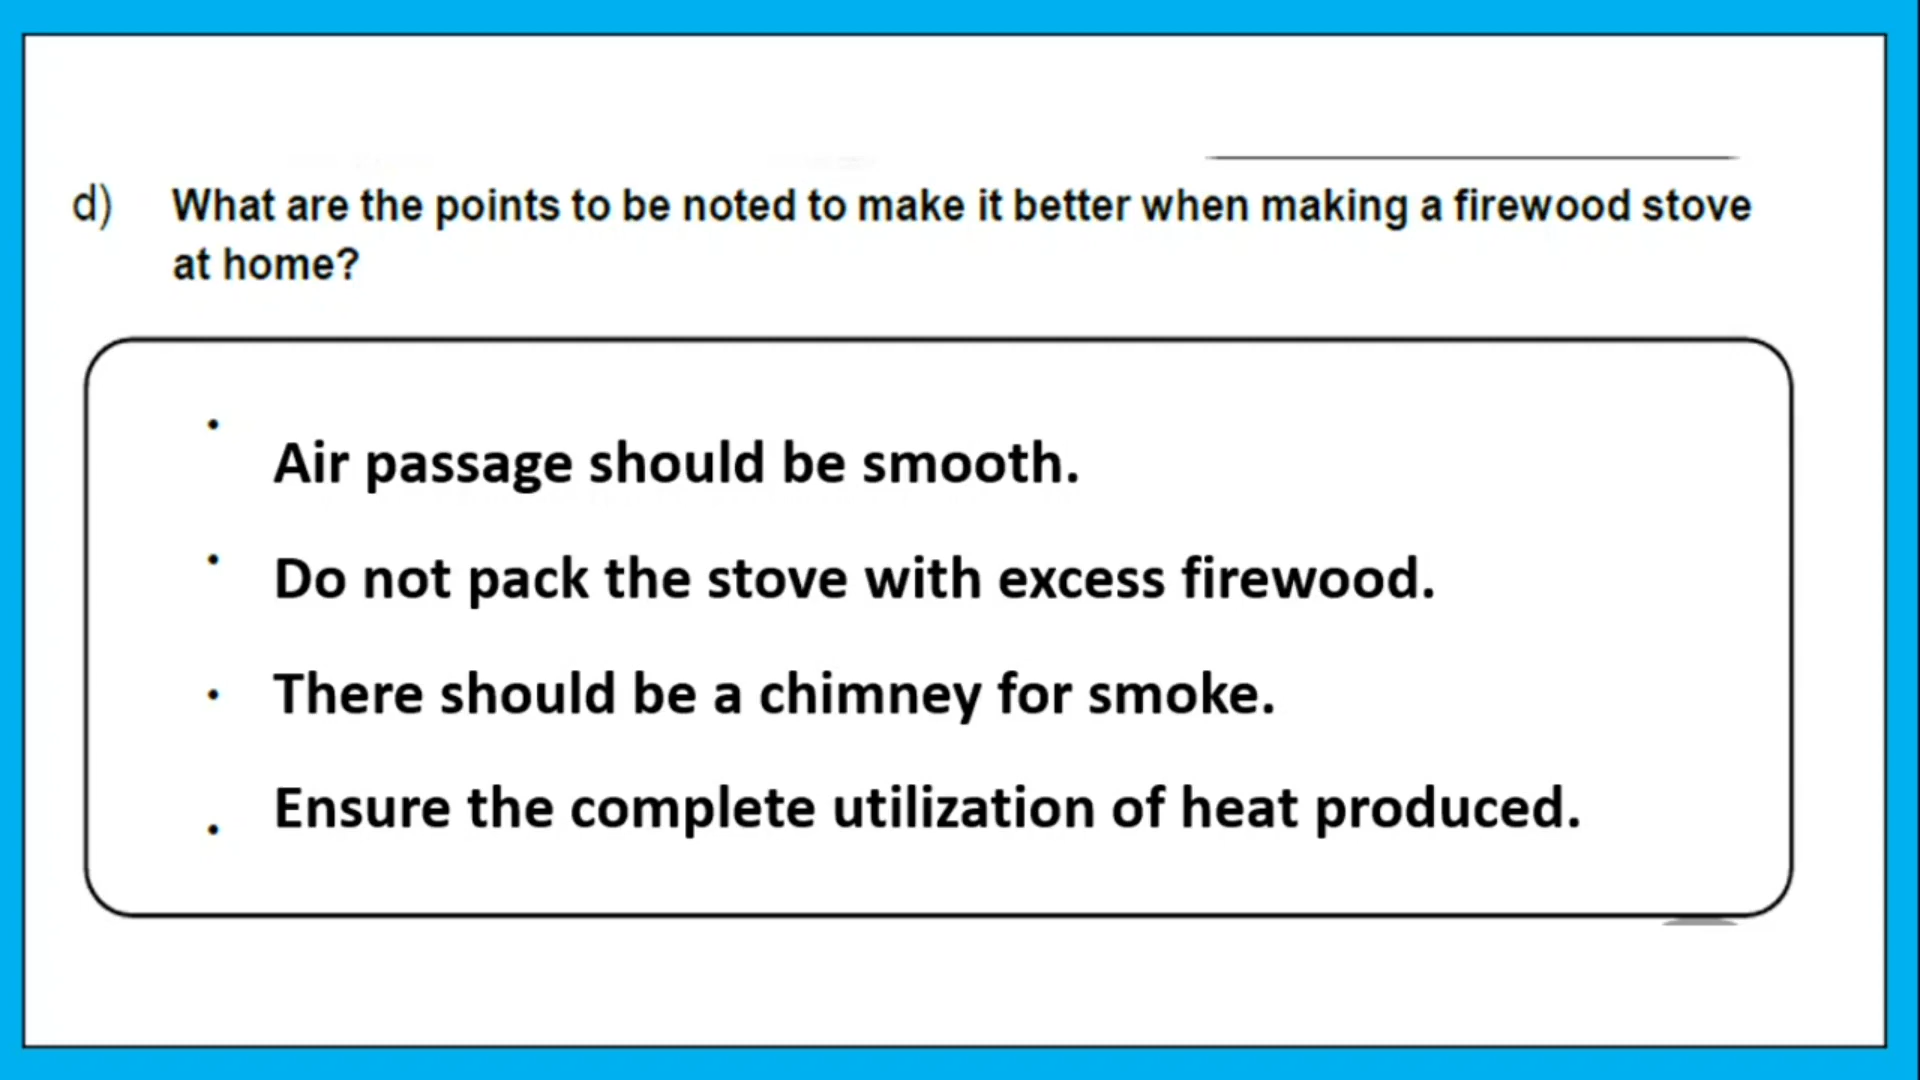 d) What are the points to be noted to make it better when making a firewood stove
at home?
• Air passage should be smooth.
• Do not pack the stove with excess firewood.
• There should be a chimney for smoke.
• Ensure the complete utilization of heat produced.